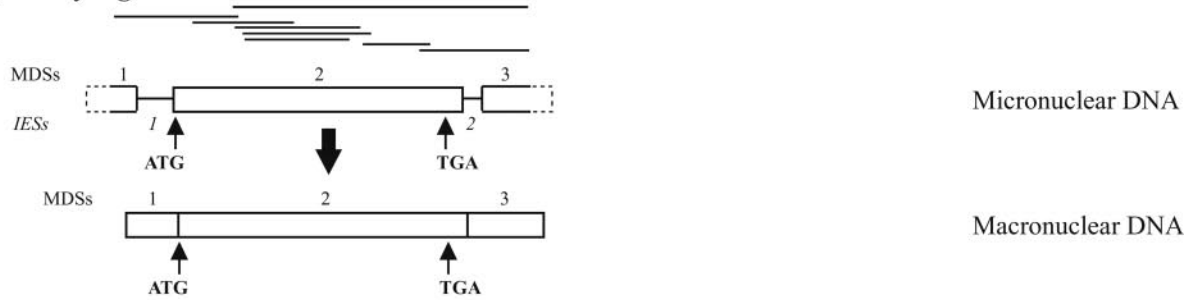 MDSs 1 2 3
Micronuclear DNA
IESs 1 2
ATG TGA
MDSs 1 2 3
Macronuclear DNA
ATG TGA